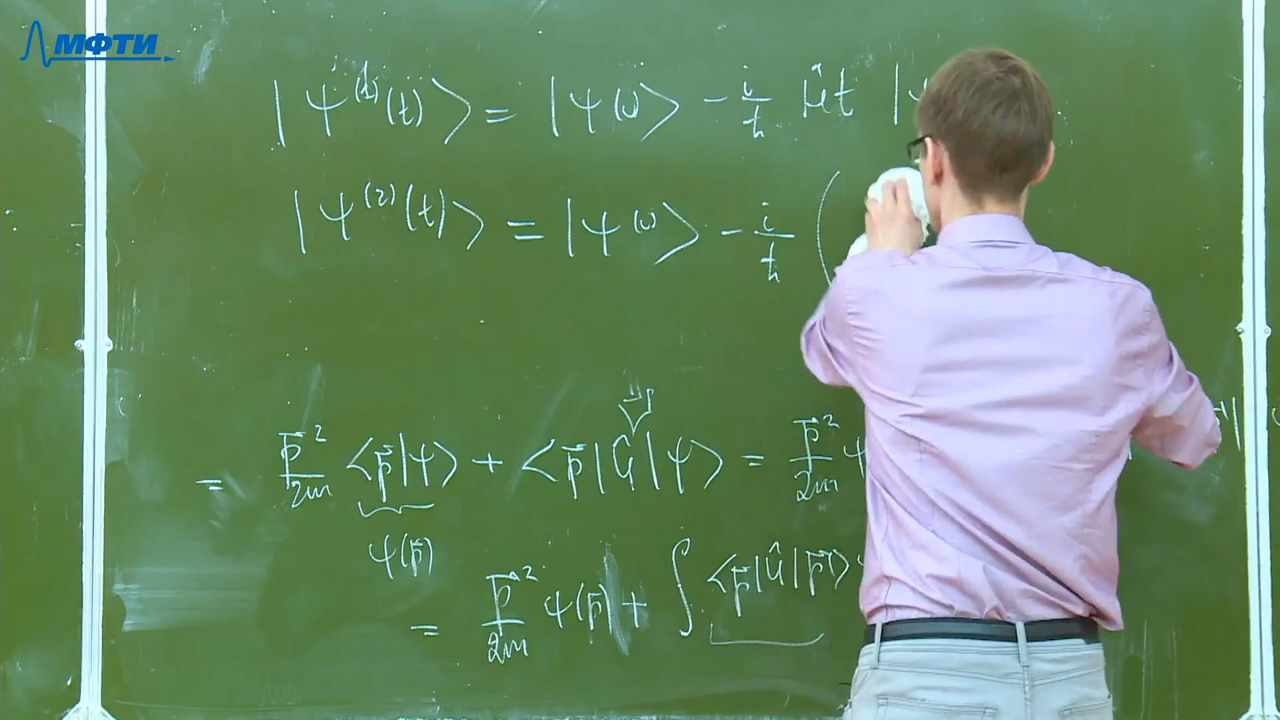 МФТИ
|ψ⁽¹⁾(t)⟩ = |ψ(0)⟩ − i/ħ Ĥt |ψ
|ψ⁽²⁾(t)⟩ = |ψ(0)⟩ − i/ħ (
= p⃗²/2m ⟨p⃗|ψ⟩ + ⟨p⃗|Û|ψ⟩ = p⃗²/2m ψ
ψ(p⃗)
= p⃗²/2m ψ(p⃗) + ∫ ⟨p⃗|Û|p⃗'⟩